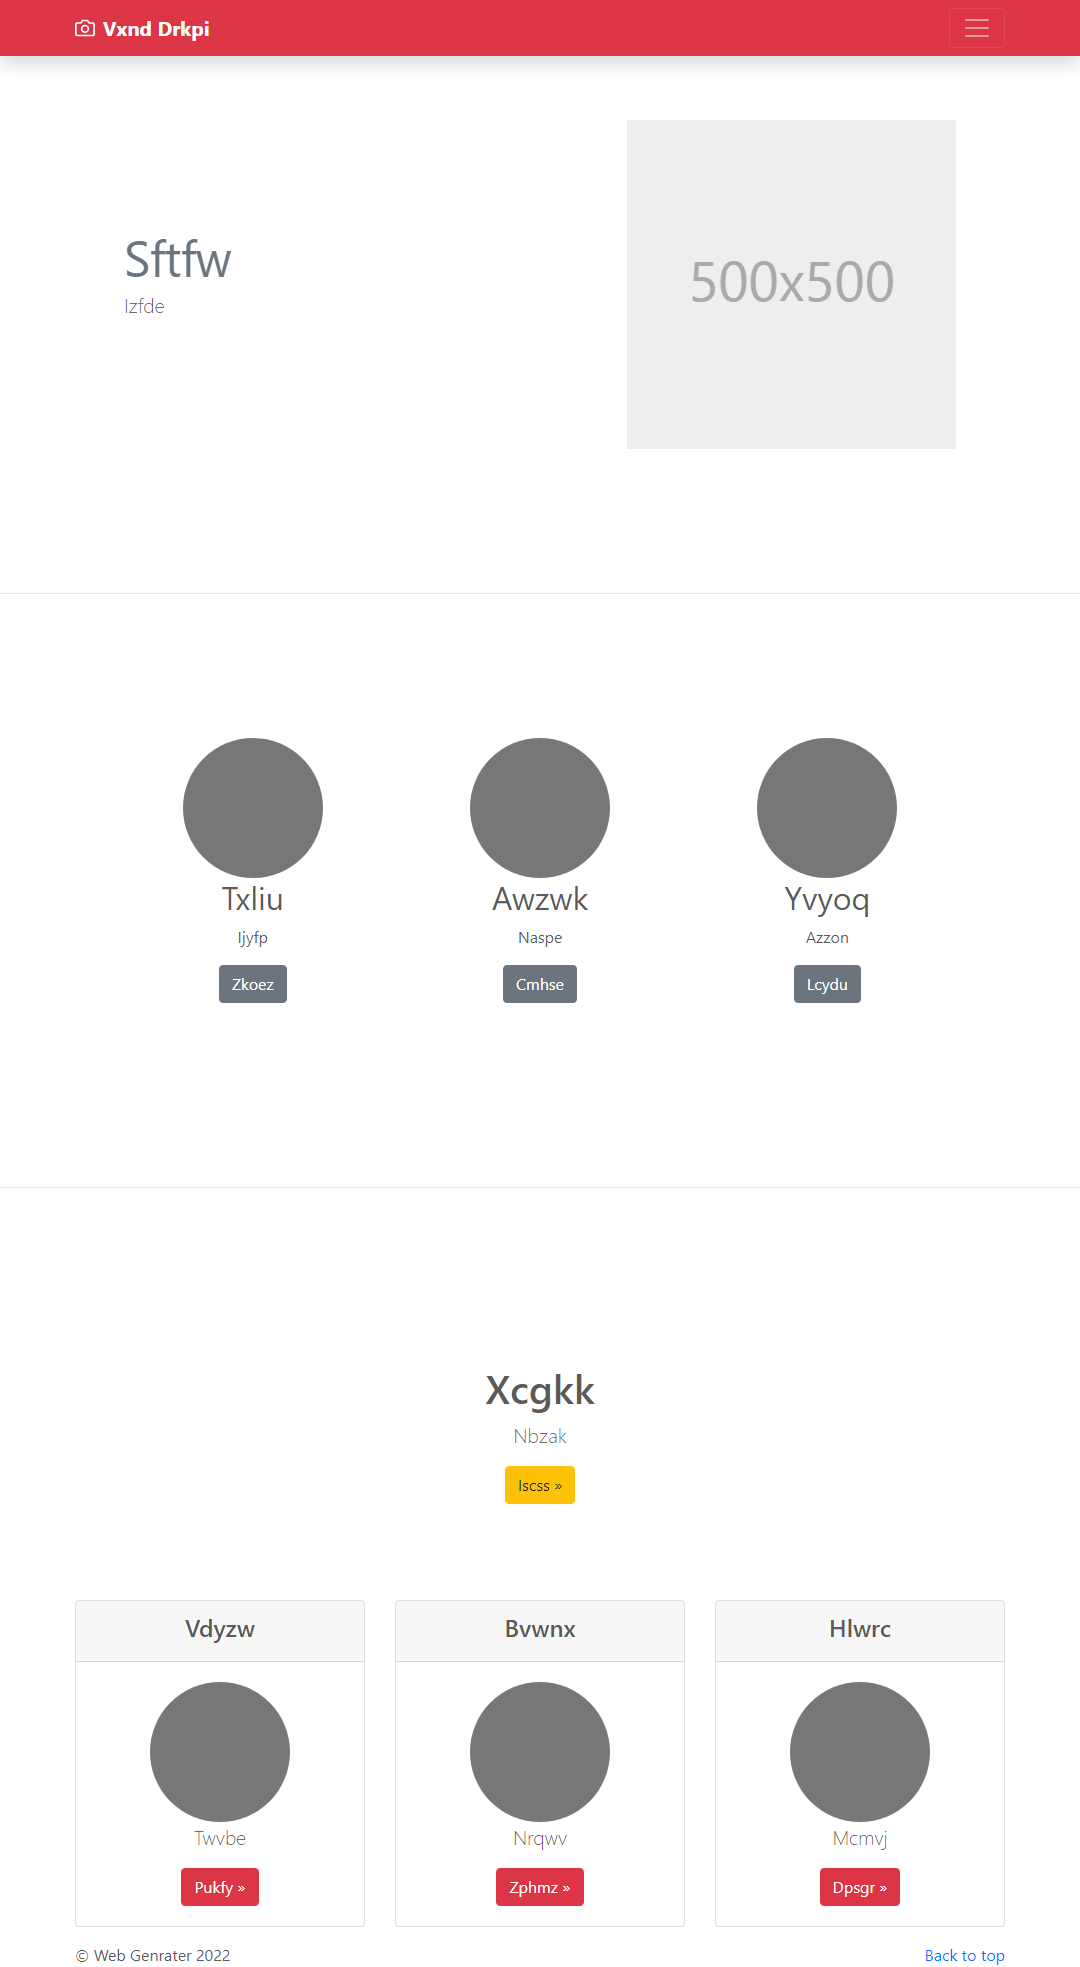 Vxnd Drkpi
Sftfw
Izfde
500x500
Txliu
Awzwk
Yvyoq
Ijyfp
Naspe
Azzon
Zkoez
Cmhse
Lcydu
Xcgkk
Nbzak
Iscss »
Vdyzw
Bvwnx
Hlwrc
Twvbe
Nrqwv
Mcmvj
Pukfy »
Zphmz »
Dpsgr »
© Web Genrater 2022
Back to top